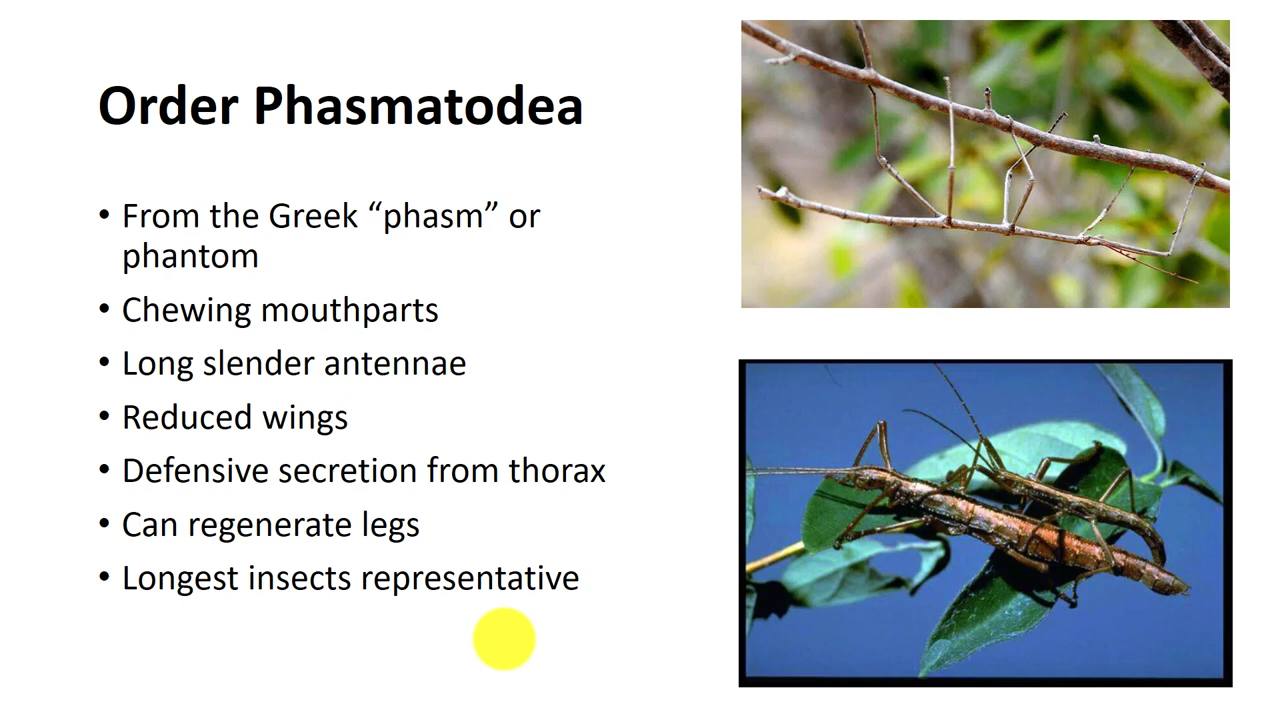 Order Phasmatodea
• From the Greek “phasm” or
phantom
• Chewing mouthparts
• Long slender antennae
• Reduced wings
• Defensive secretion from thorax
• Can regenerate legs
• Longest insects representative